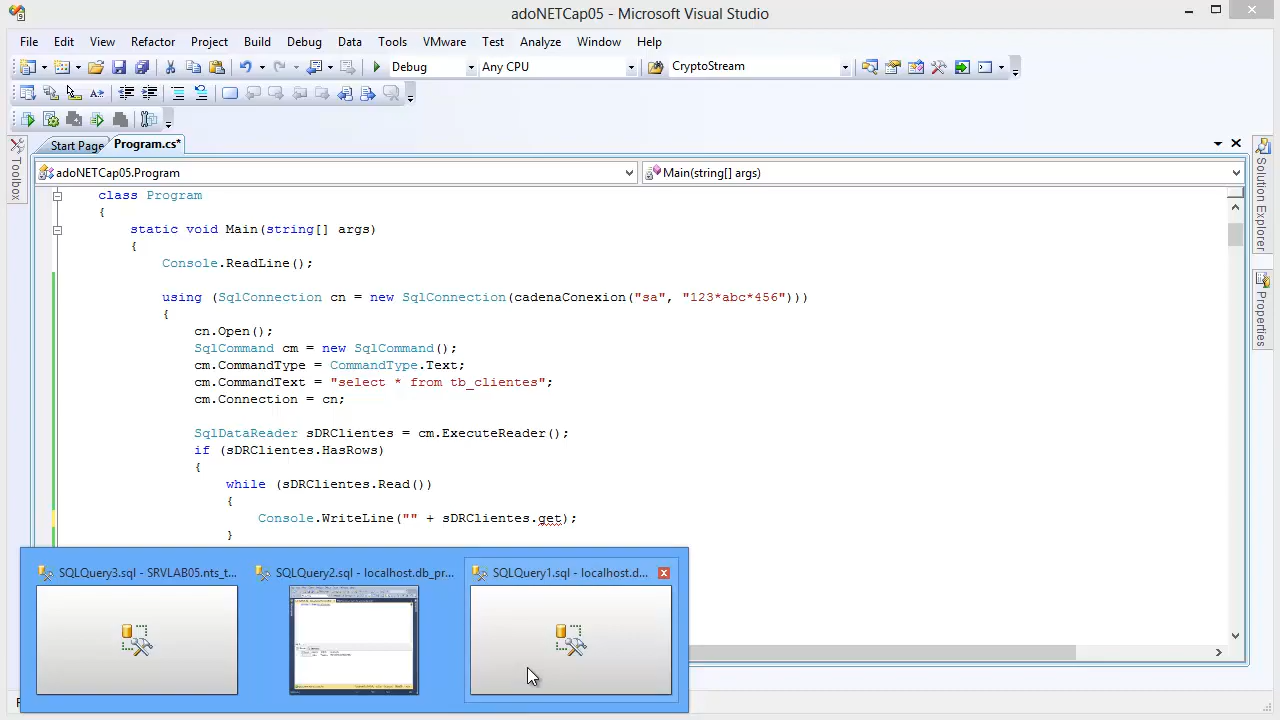 adoNETCap05 - Microsoft Visual Studio
File Edit View Refactor Project Build Debug Data Tools VMware Test Analyze Window Help
Debug Any CPU CryptoStream
Start Page Program.cs*
Toolbox
adoNETCap05.Program Main(string[] args)
Solution Explorer
Properties
class Program
{
static void Main(string[] args)
{
Console.ReadLine();
using (SqlConnection cn = new SqlConnection(cadenaConexion("sa", "123*abc*456")))
{
cn.Open();
SqlCommand cm = new SqlCommand();
cm.CommandType = CommandType.Text;
cm.CommandText = "select * from tb_clientes";
cm.Connection = cn;
SqlDataReader sDRClientes = cm.ExecuteReader();
if (sDRClientes.HasRows)
{
while (sDRClientes.Read())
{
Console.WriteLine("" + sDRClientes.get);
}
SQLQuery3.sql - SRVLAB05.nts_t... SQLQuery2.sql - localhost.db_pr... SQLQuery1.sql - localhost.d...